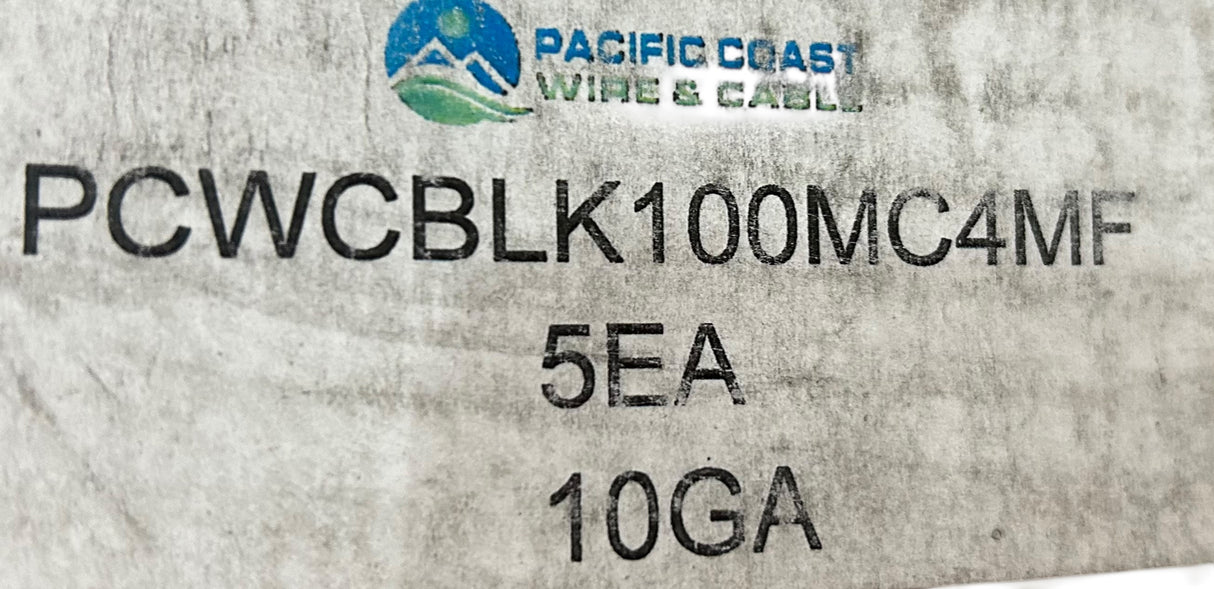 PACIFIC COAST
WIRE & CABLE
PCWCBLK100MC4MF
5EA
10GA